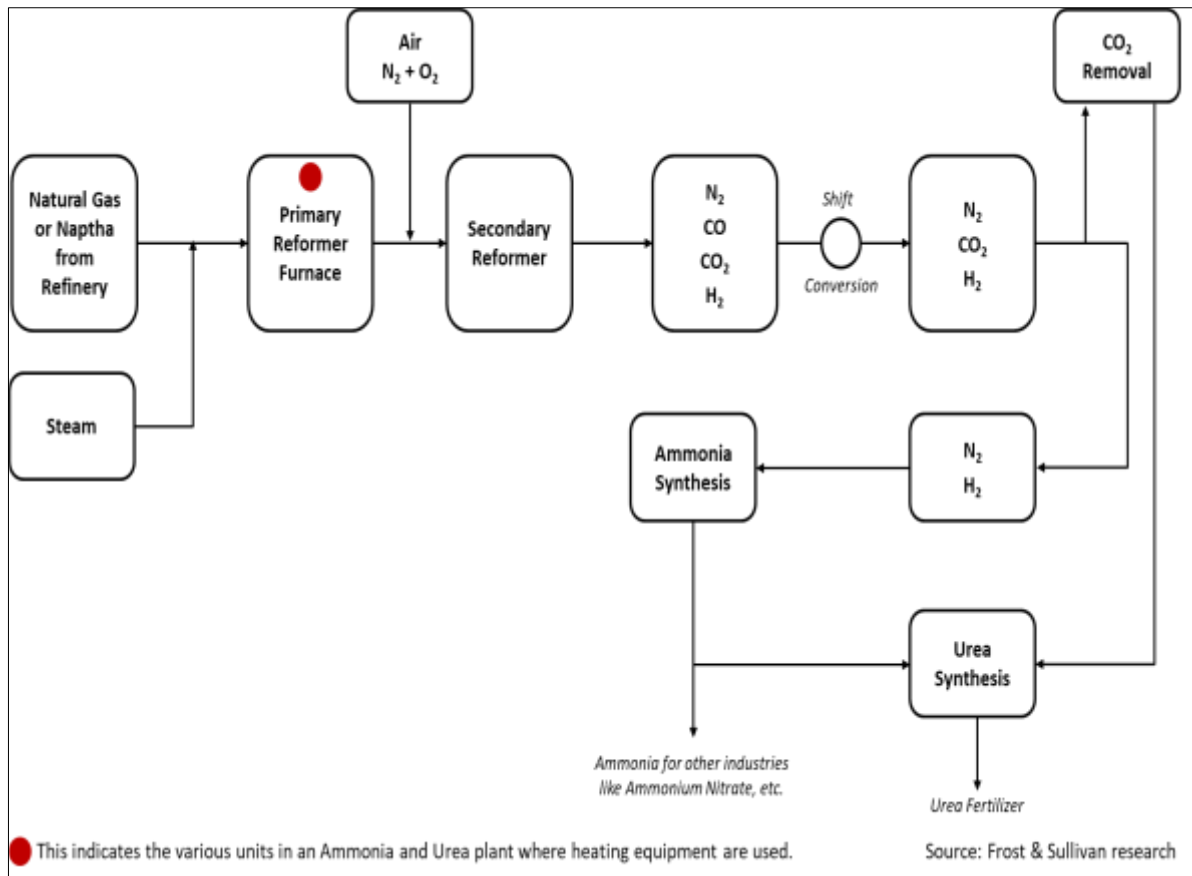 Air
N₂ + O₂
CO₂
Removal
Natural Gas
or Naptha
from
Refinery
Primary
Reformer
Furnace
Secondary
Reformer
N₂
CO
CO₂
H₂
Shift
Conversion
N₂
CO₂
H₂
Steam
Ammonia
Synthesis
N₂
H₂
Urea
Synthesis
Ammonia for other industries
like Ammonium Nitrate, etc.
Urea Fertilizer
This indicates the various units in an Ammonia and Urea plant where heating equipment are used.
Source: Frost & Sullivan research